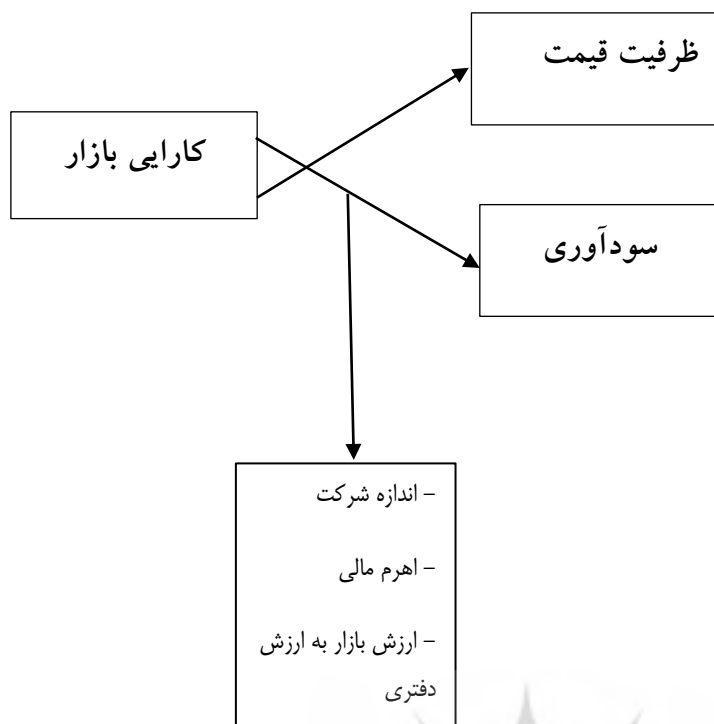 ظرفیت قیمت
کارایی بازار
سودآوری
- اندازه شرکت
- اهرم مالی
- ارزش بازار به ارزش
دفتری